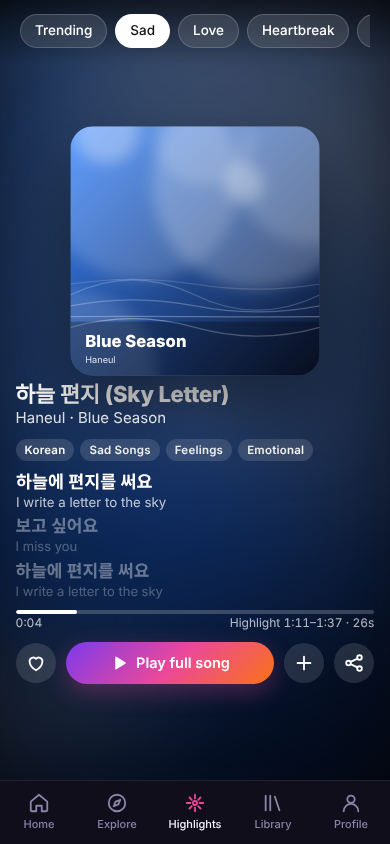 Trending
Sad
Love
Heartbreak
Blue Season
Haneul
하늘 편지 (Sky Letter)
Haneul · Blue Season
Korean
Sad Songs
Feelings
Emotional
하늘에 편지를 써요
I write a letter to the sky
보고 싶어요
I miss you
하늘에 편지를 써요
I write a letter to the sky
0:04
Highlight 1:11–1:37 · 26s
Play full song
Home
Explore
Highlights
Library
Profile